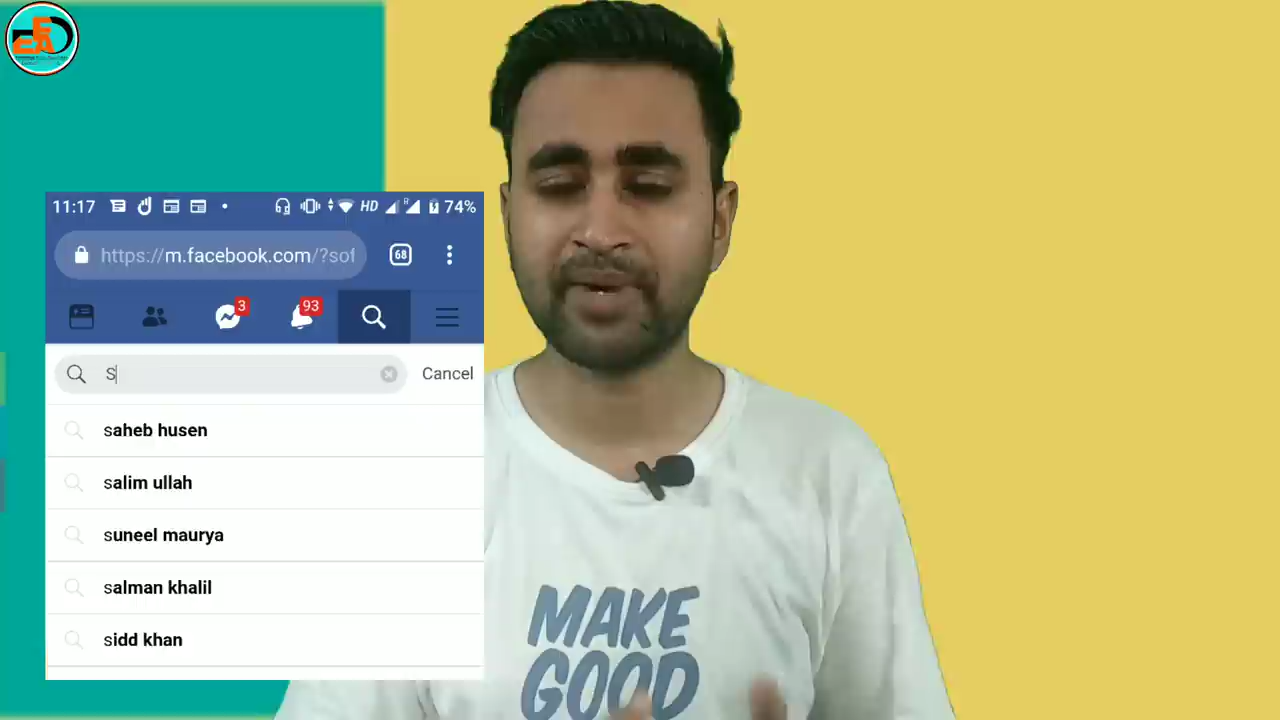 11:17 HD R 74%
https://m.facebook.com/?sof 68
3 93
S Cancel
saheb husen
salim ullah
suneel maurya
salman khalil
sidd khan
MAKE
GOOD